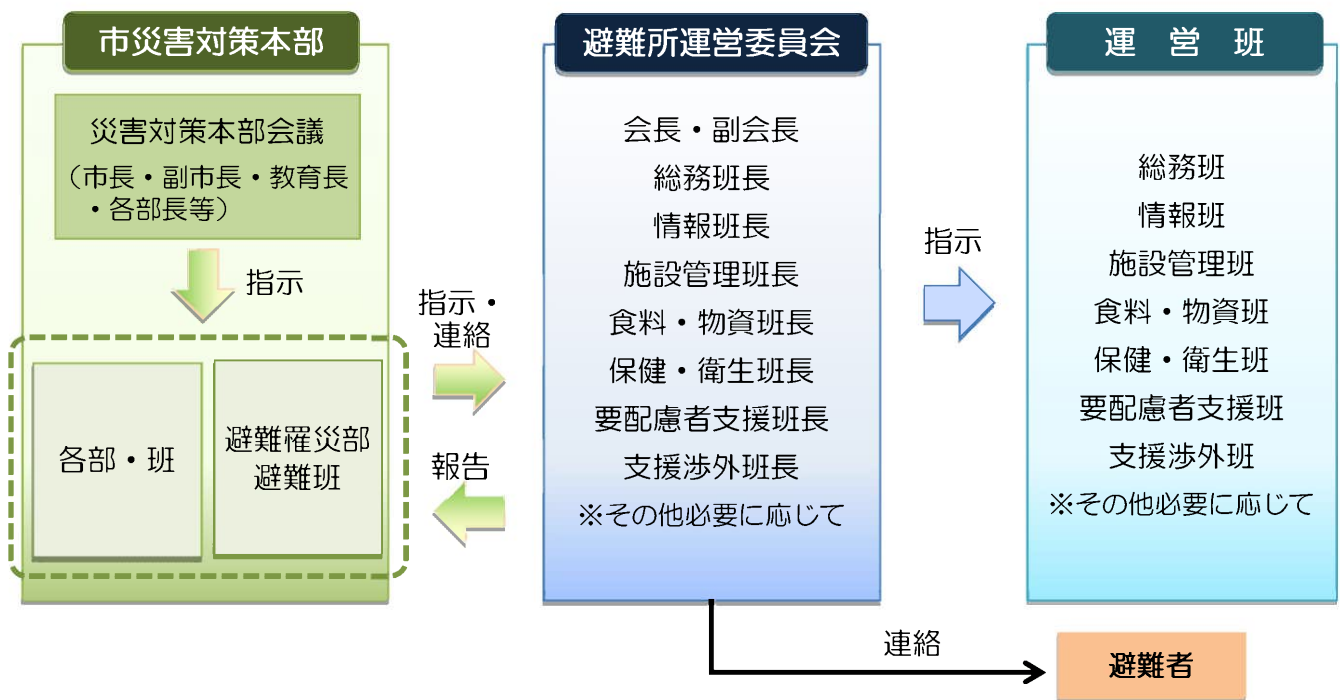 市災害対策本部
災害対策本部会議
（市長・副市長・教育長
・各部長等）
指示
各部・班
避難罹災部
避難班
指示・
連絡
報告
避難所運営委員会
会長・副会長
総務班長
情報班長
施設管理班長
食料・物資班長
保健・衛生班長
要配慮者支援班長
支援渉外班長
※その他必要に応じて
指示
運　営　班
総務班
情報班
施設管理班
食料・物資班
保健・衛生班
要配慮者支援班
支援渉外班
※その他必要に応じて
連絡
避難者